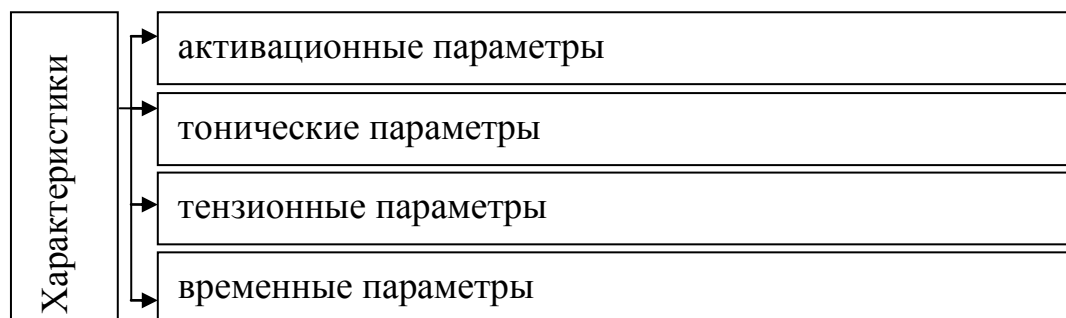 Характеристики
активационные параметры
тонические параметры
тензионные параметры
временные параметры